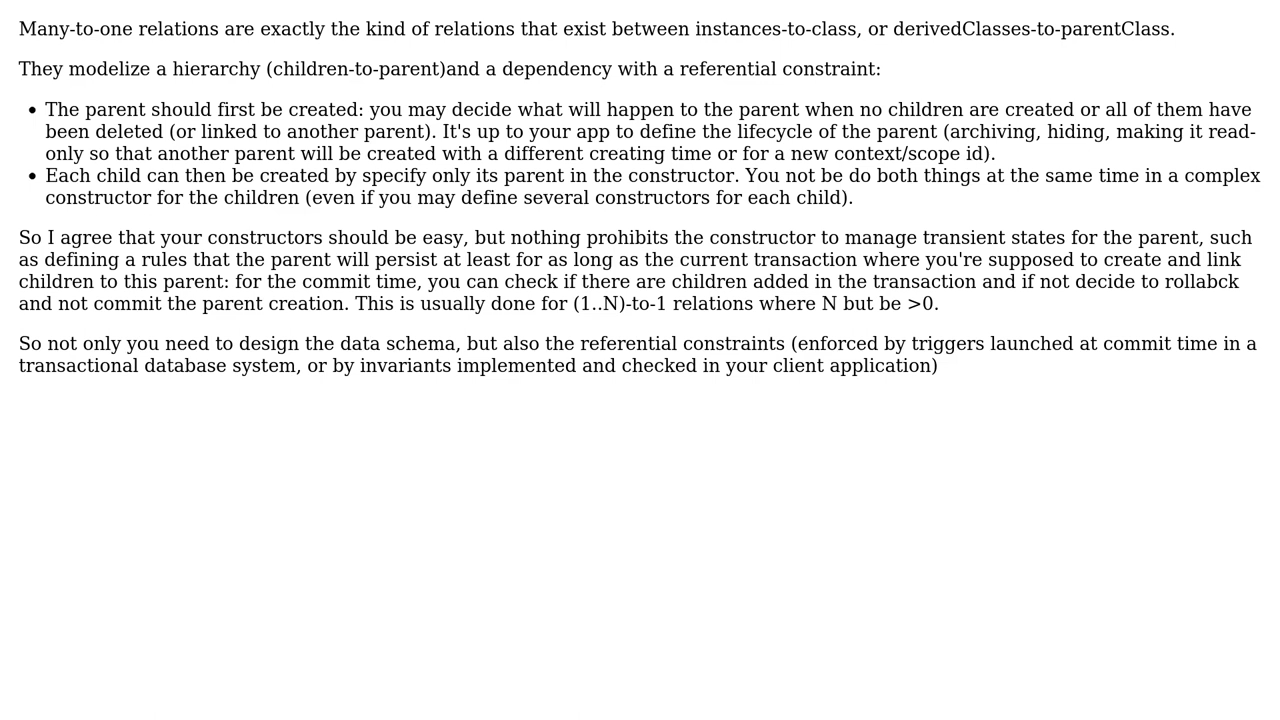 Many-to-one relations are exactly the kind of relations that exist between instances-to-class, or derivedClasses-to-parentClass.
They modelize a hierarchy (children-to-parent)and a dependency with a referential constraint:
• The parent should first be created: you may decide what will happen to the parent when no children are created or all of them have
been deleted (or linked to another parent). It's up to your app to define the lifecycle of the parent (archiving, hiding, making it read-
only so that another parent will be created with a different creating time or for a new context/scope id).
• Each child can then be created by specify only its parent in the constructor. You not be do both things at the same time in a complex
constructor for the children (even if you may define several constructors for each child).
So I agree that your constructors should be easy, but nothing prohibits the constructor to manage transient states for the parent, such
as defining a rules that the parent will persist at least for as long as the current transaction where you're supposed to create and link
children to this parent: for the commit time, you can check if there are children added in the transaction and if not decide to rollabck
and not commit the parent creation. This is usually done for (1..N)-to-1 relations where N but be >0.
So not only you need to design the data schema, but also the referential constraints (enforced by triggers launched at commit time in a
transactional database system, or by invariants implemented and checked in your client application)